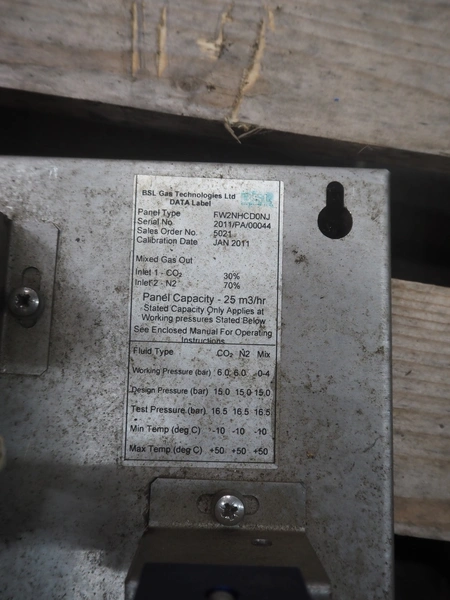 BSL Gas Technologies Ltd
DATA Label
Panel Type FW2NHCD0NJ
Serial No 2011/PA/00044
Sales Order No. 5021
Calibration Date JAN 2011
Mixed Gas Out
Inlet 1 - CO₂ 30%
Inlet 2 - N2 70%
Panel Capacity - 25 m3/hr
Stated Capacity Only Applies at
Working pressures Stated Below
See Enclosed Manual For Operating
Instructions
Fluid Type CO₂ N2 Mix
Working Pressure (bar) 6.0 6.0 0-4
Design Pressure (bar) 15.0 15.0 15.0
Test Pressure (bar) 16.5 16.5 16.5
Min Temp (deg C) -10 -10 -10
Max Temp (deg C) +50 +50 +50